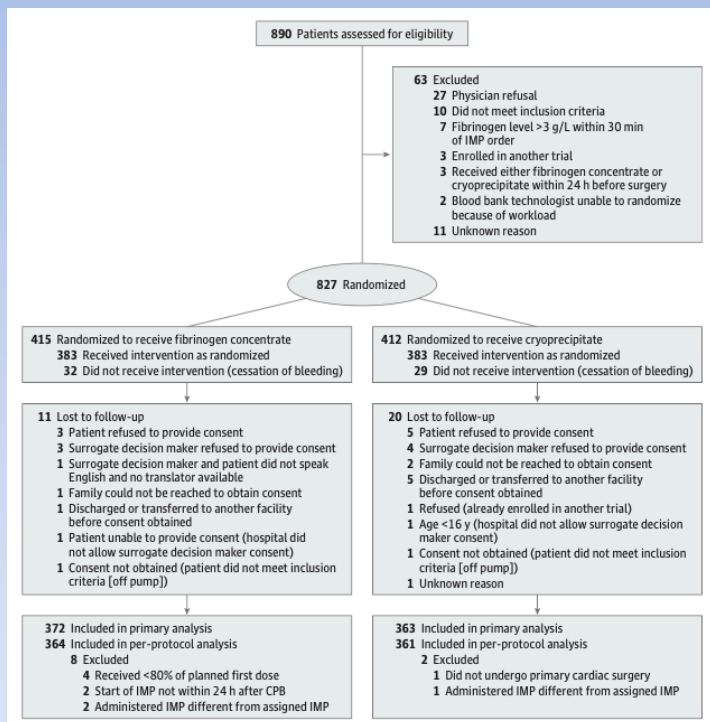 890 Patients assessed for eligibility
63 Excluded
27 Physician refusal
10 Did not meet inclusion criteria
7 Fibrinogen level >3 g/L within 30 min
of IMP order
3 Enrolled in another trial
3 Received either fibrinogen concentrate or
cryoprecipitate within 24 h before surgery
2 Blood bank technologist unable to randomize
because of workload
11 Unknown reason
827 Randomized
415 Randomized to receive fibrinogen concentrate
383 Received intervention as randomized
32 Did not receive intervention (cessation of bleeding)
412 Randomized to receive cryoprecipitate
383 Received intervention as randomized
29 Did not receive intervention (cessation of bleeding)
11 Lost to follow-up
3 Patient refused to provide consent
3 Surrogate decision maker refused to provide consent
1 Surrogate decision maker and patient did not speak
English and no translator available
1 Family could not be reached to obtain consent
1 Discharged or transferred to another facility
before consent obtained
1 Patient unable to provide consent (hospital did
not allow surrogate decision maker consent)
1 Consent not obtained (patient did not meet inclusion
criteria [off pump])
20 Lost to follow-up
5 Patient refused to provide consent
4 Surrogate decision maker refused to provide consent
2 Family could not be reached to obtain consent
5 Discharged or transferred to another facility
before consent obtained
1 Refused (already enrolled in another trial)
1 Age <16 y (hospital did not allow surrogate decision
maker consent)
1 Consent not obtained (patient did not meet inclusion
criteria [off pump])
1 Unknown reason
372 Included in primary analysis
364 Included in per-protocol analysis
8 Excluded
4 Received <80% of planned first dose
2 Start of IMP not within 24 h after CPB
2 Administered IMP different from assigned IMP
363 Included in primary analysis
361 Included in per-protocol analysis
2 Excluded
1 Did not undergo primary cardiac surgery
1 Administered IMP different from assigned IMP